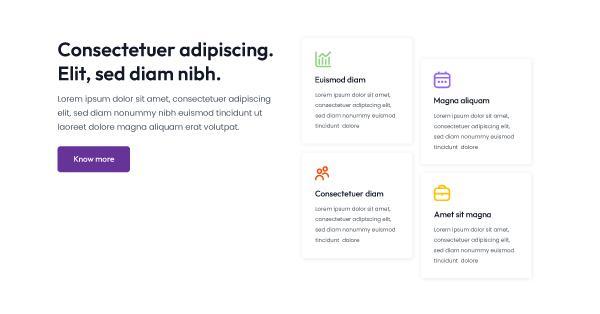 Consectetuer adipiscing.
Elit, sed diam nibh.
Lorem ipsum dolor sit amet, consectetuer adipiscing
elit, sed diam nonummy nibh euismod tincidunt ut
laoreet dolore magna aliquam erat volutpat.
Know more
Euismod diam
Lorem ipsum dolor sit amet,
consectetuer adipiscing elit,
sed diam nonummy euismod
tincidunt dolore
Consectetuer diam
Lorem ipsum dolor sit amet,
consectetuer adipiscing elit,
sed diam nonummy euismod
tincidunt dolore
Magna aliquam
Lorem ipsum dolor sit amet,
consectetuer adipiscing elit,
sed diam nonummy euismod
tincidunt dolore
Amet sit magna
Lorem ipsum dolor sit amet,
consectetuer adipiscing elit,
sed diam nonummy euismod
tincidunt dolore